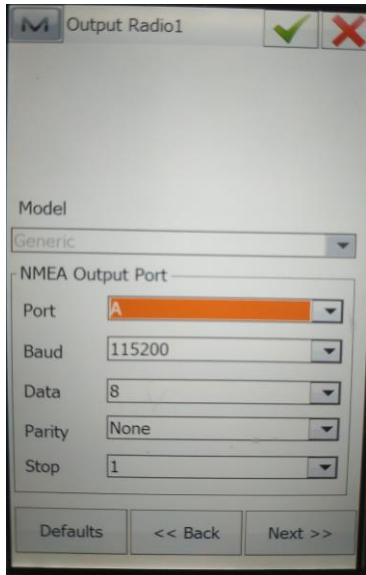 Output Radio1
Model
Generic
NMEA Output Port
Port A
Baud 115200
Data 8
Parity None
Stop 1
Defaults << Back Next >>